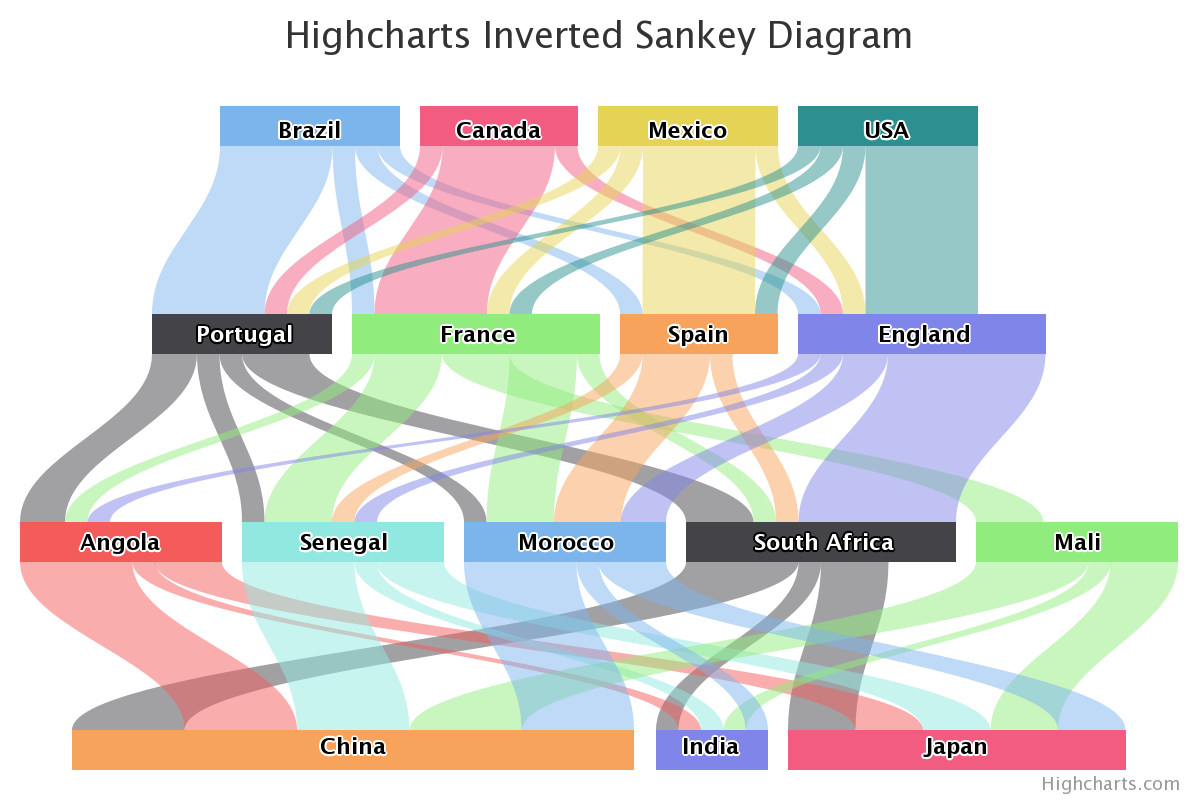 Highcharts Inverted Sankey Diagram
Brazil Canada Mexico USA
Portugal France Spain England
Angola Senegal Morocco South Africa Mali
China India Japan
Highcharts.com